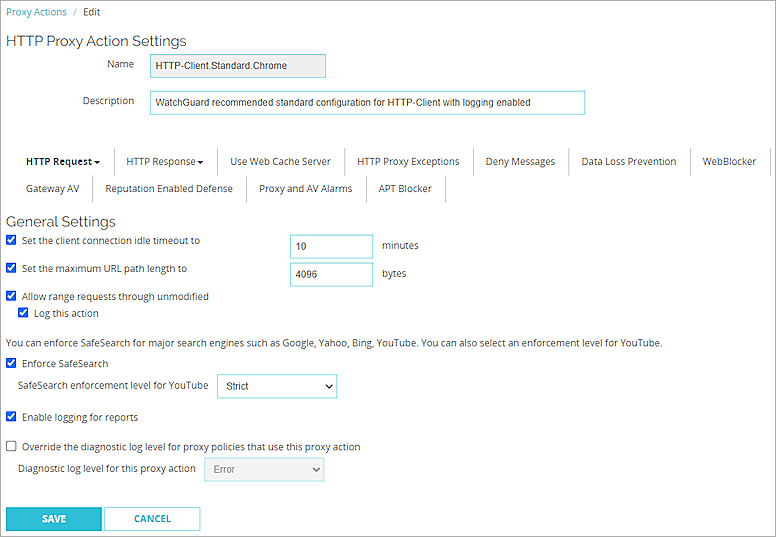 Proxy Actions / Edit
HTTP Proxy Action Settings
Name HTTP-Client.Standard.Chrome
Description WatchGuard recommended standard configuration for HTTP-Client with logging enabled
HTTP Request HTTP Response Use Web Cache Server HTTP Proxy Exceptions Deny Messages Data Loss Prevention WebBlocker
Gateway AV Reputation Enabled Defense Proxy and AV Alarms APT Blocker
General Settings
Set the client connection idle timeout to 10 minutes
Set the maximum URL path length to 4096 bytes
Allow range requests through unmodified
Log this action
You can enforce SafeSearch for major search engines such as Google, Yahoo, Bing, YouTube. You can also select an enforcement level for YouTube.
Enforce SafeSearch
SafeSearch enforcement level for YouTube Strict
Enable logging for reports
Override the diagnostic log level for proxy policies that use this proxy action
Diagnostic log level for this proxy action Error
SAVE CANCEL